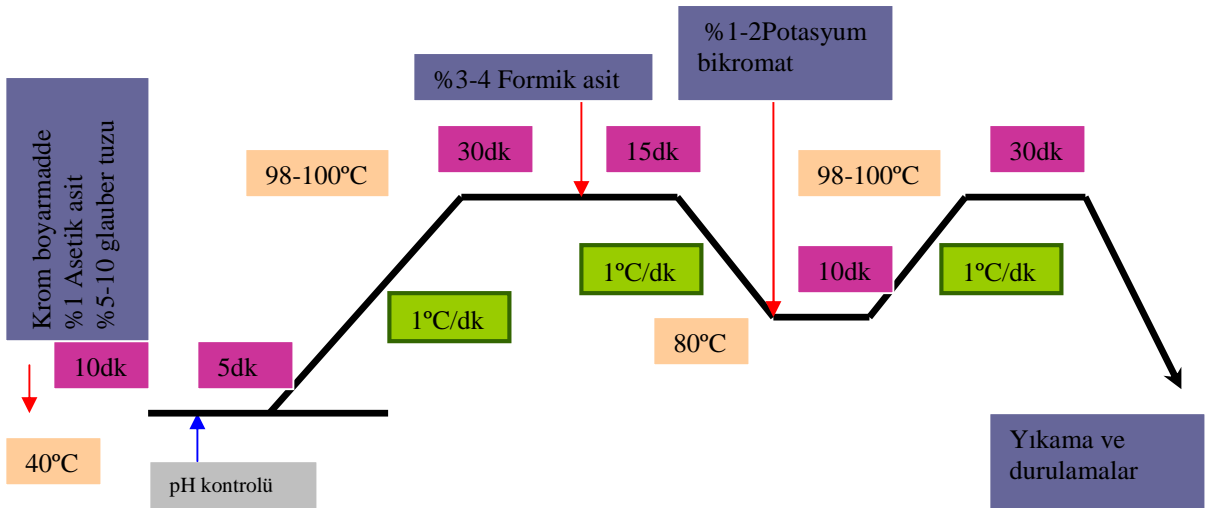 Krom boyarmadde
%1 Asetik asit
%5-10 glauber tuzu
10dk
40ºC
5dk
pH kontrolü
1ºC/dk
98-100ºC
30dk
%3-4 Formik asit
15dk
1ºC/dk
80ºC
%1-2Potasyum
bikromat
10dk
98-100ºC
1ºC/dk
30dk
Yıkama ve
durulamalar